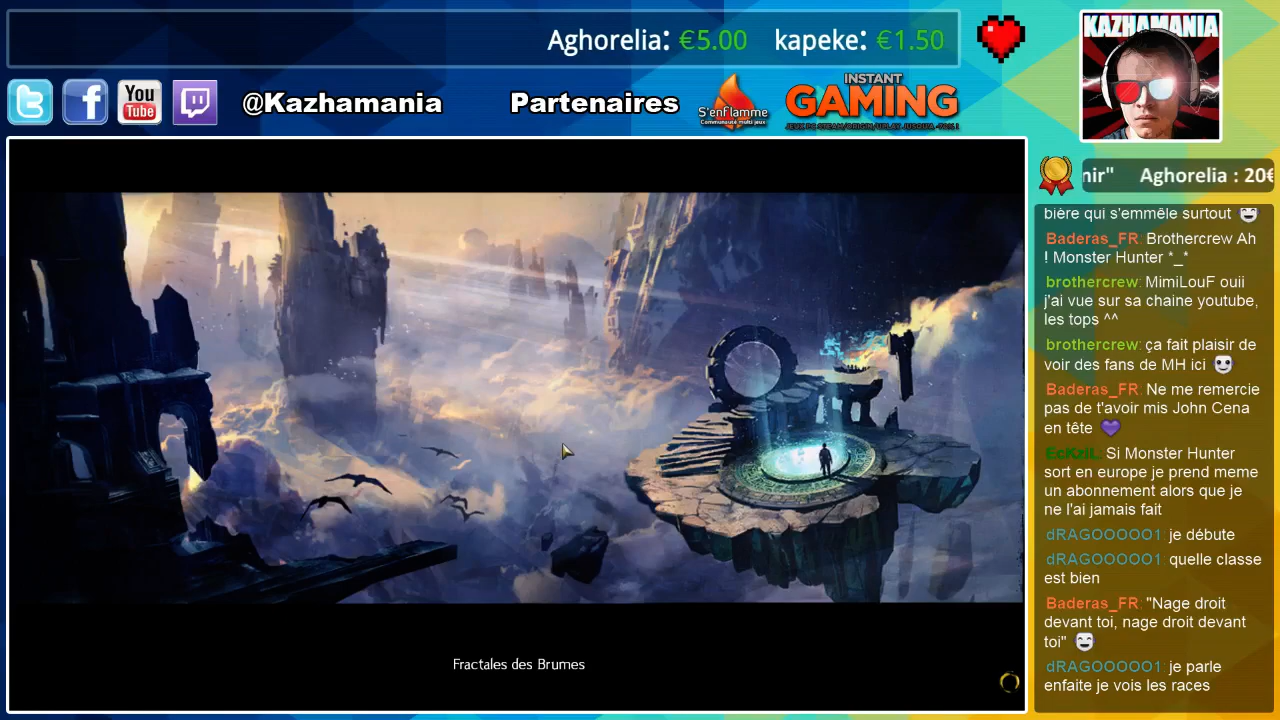 Aghorelia: €5.00 kapeke: €1.50
KAZHAMANIA
You
Tube
@Kazhamania
Partenaires
S'enflamme
Communauté multi jeux
INSTANT
GAMING
nir" Aghorelia : 20€
bière qui s'emmêle surtout
Baderas_FR: Brothercrew Ah
! Monster Hunter *_*
brothercrew: MimiLouF ouii
j'ai vue sur sa chaine youtube,
les tops ^^
brothercrew: ça fait plaisir de
voir des fans de MH ici
Baderas_FR: Ne me remercie
pas de t'avoir mis John Cena
en tête
EcKziL: Si Monster Hunter
sort en europe je prend meme
un abonnement alors que je
ne l'ai jamais fait
dRAGOOOOO1: je débute
dRAGOOOOO1: quelle classe
est bien
Baderas_FR: "Nage droit
devant toi, nage droit devant
toi"
dRAGOOOOO1: je parle
enfaite je vois les races
Fractales des Brumes